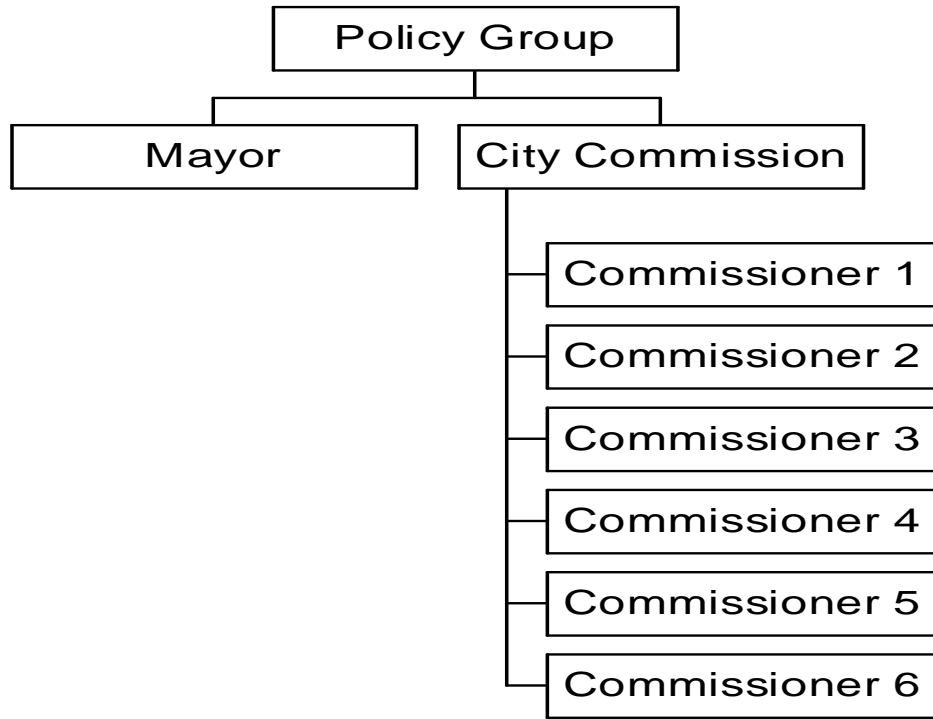 Policy Group
Mayor
City Commission
Commissioner 1
Commissioner 2
Commissioner 3
Commissioner 4
Commissioner 5
Commissioner 6